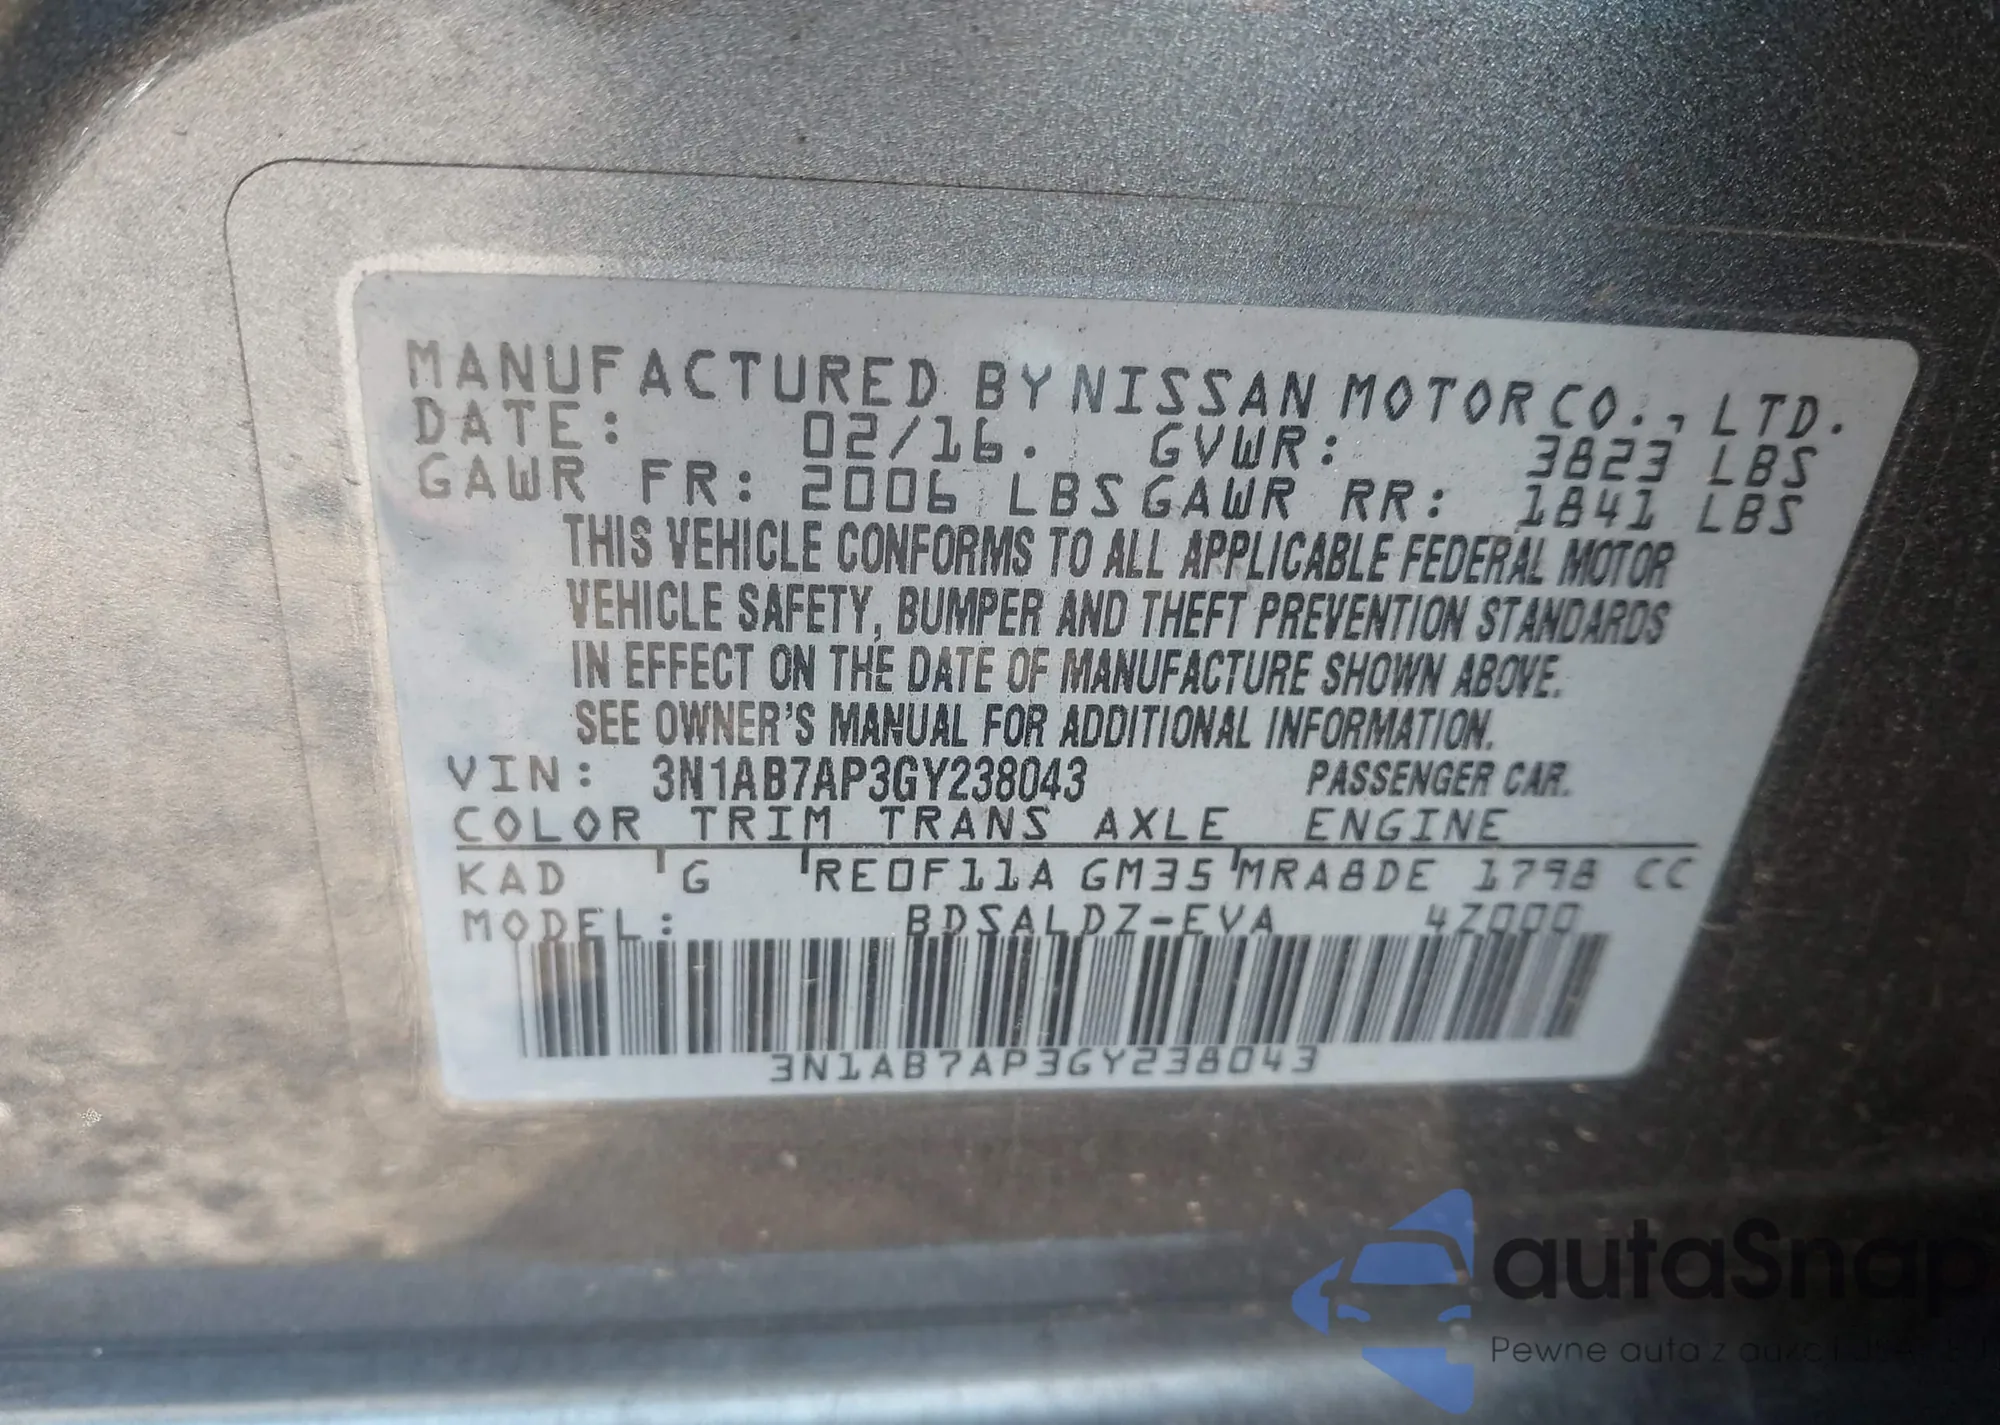 MANUFACTURED BY NISSAN MOTOR CO., LTD.
DATE: 02/16. GVWR: 3823 LBS
GAWR FR: 2006 LBS GAWR RR: 1841 LBS
THIS VEHICLE CONFORMS TO ALL APPLICABLE FEDERAL MOTOR
VEHICLE SAFETY, BUMPER AND THEFT PREVENTION STANDARDS
IN EFFECT ON THE DATE OF MANUFACTURE SHOWN ABOVE.
SEE OWNER'S MANUAL FOR ADDITIONAL INFORMATION.
VIN: 3N1AB7AP3GY238043 PASSENGER CAR.
COLOR TRIM TRANS AXLE ENGINE
KAD G RE0F11A GM35 MRA8DE 1798 CC
MODEL: BDSALDZ-EVA 4Z000
3N1AB7AP3GY238043
autaSnap
Pewne auta z